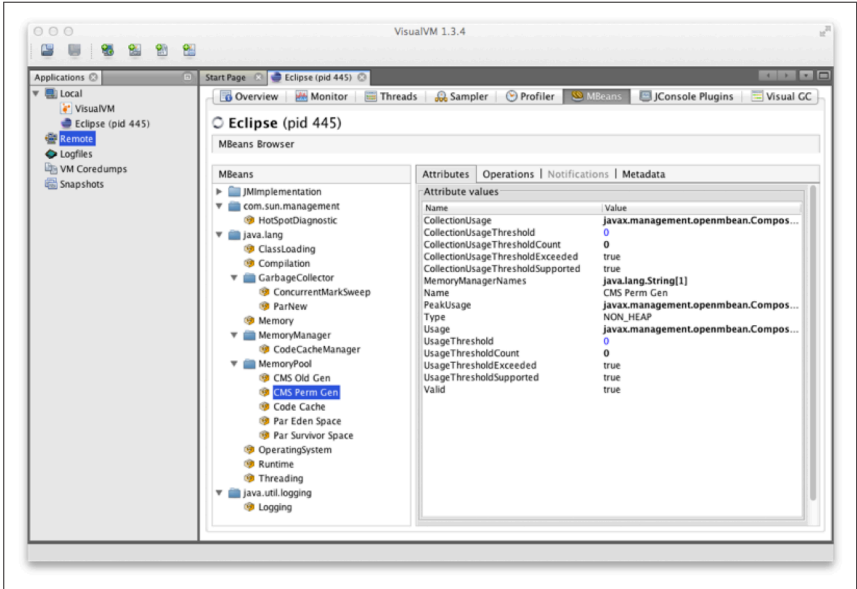 VisualVM 1.3.4
Applications
Local
VisualVM
Eclipse (pid 445)
Remote
Logfiles
VM Coredumps
Snapshots
Start Page
Eclipse (pid 445)
Overview
Monitor
Threads
Sampler
Profiler
MBeans
JConsole Plugins
Visual GC
Eclipse (pid 445)
MBeans Browser
MBeans
JMImplementation
com.sun.management
HotSpotDiagnostic
java.lang
ClassLoading
Compilation
GarbageCollector
ConcurrentMarkSweep
ParNew
Memory
MemoryManager
CodeCacheManager
MemoryPool
CMS Old Gen
CMS Perm Gen
Code Cache
Par Eden Space
Par Survivor Space
OperatingSystem
Runtime
Threading
java.util.logging
Logging
Attributes Operations Notifications Metadata
Attribute values
Name Value
CollectionUsage javax.management.openmbean.Compos...
CollectionUsageThreshold 0
CollectionUsageThresholdCount 0
CollectionUsageThresholdExceeded true
CollectionUsageThresholdSupported true
MemoryManagerNames java.lang.String[1]
Name CMS Perm Gen
PeakUsage javax.management.openmbean.Compos...
Type NON_HEAP
Usage javax.management.openmbean.Compos...
UsageThreshold 0
UsageThresholdCount 0
UsageThresholdExceeded true
UsageThresholdSupported true
Valid true